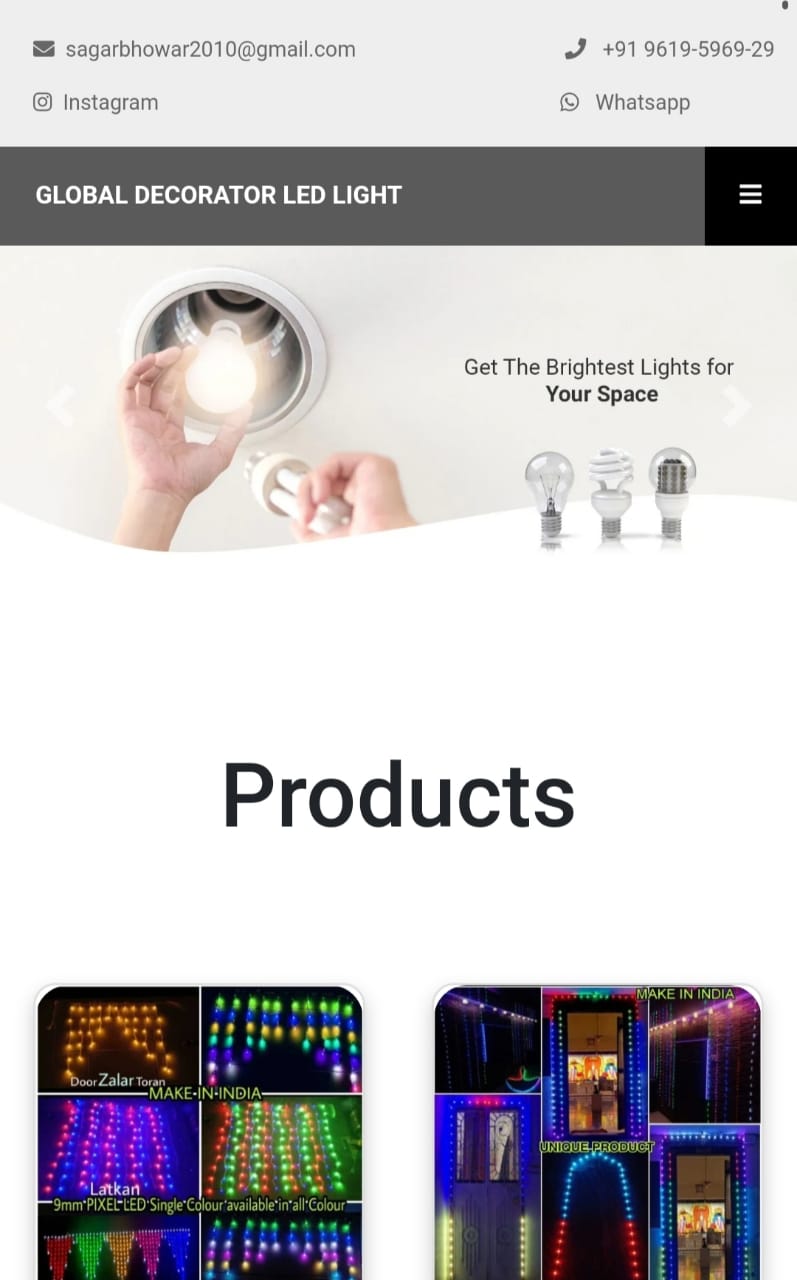 sagarbhowar2010@gmail.com
+91 9619-5969-29
Instagram
Whatsapp
GLOBAL DECORATOR LED LIGHT
Get The Brightest Lights for
Your Space
Products
Door Zalar Toran
MAKE IN INDIA
Latkan
9mm PIXEL LED Single Colour available in all Colour
MAKE IN INDIA
UNIQUE PRODUCT